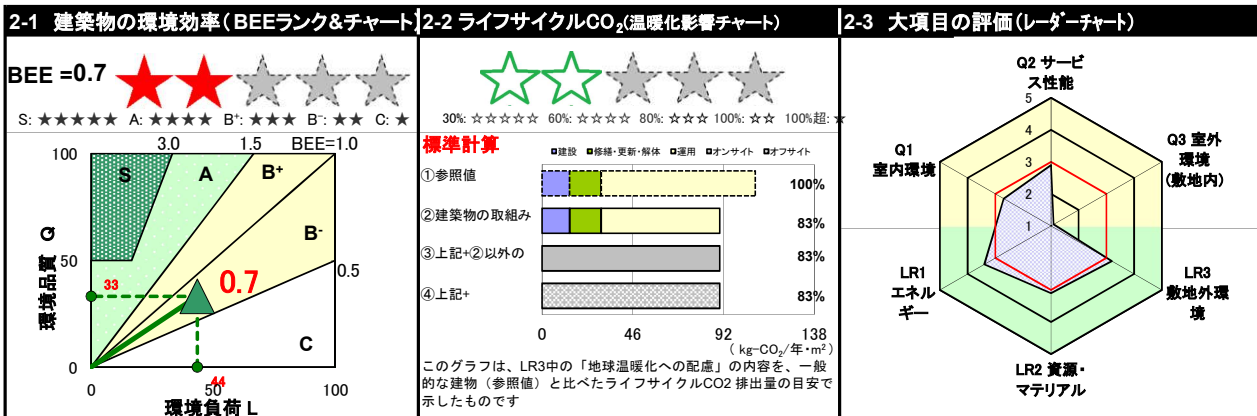 2-1 建築物の環境効率(BEEランク&チャート)
BEE =0.7
S: ★★★★★ A: ★★★★ B⁺: ★★★ B⁻: ★★ C: ★
3.0
1.5
BEE=1.0
100
S
A
B⁺
B⁻
50
0.5
33
0.7
C
0
環境品質 Q
0
50
44
100
環境負荷 L
2-2 ライフサイクルCO₂(温暖化影響チャート)
30%: ☆☆☆☆☆ 60%: ☆☆☆☆ 80%: ☆☆☆ 100%: ☆☆ 100%超: ★
標準計算
建設 修繕・更新・解体 運用 オンサイト オフサイト
①参照値
100%
②建築物の取組み
83%
③上記+②以外の
83%
④上記+
83%
0 46 92 138
( kg-CO₂/年・m²)
このグラフは、LR3中の「地球温暖化への配慮」の内容を、一般
的な建物(参照値)と比べたライフサイクルCO2 排出量の目安で
示したものです
2-3 大項目の評価(レーダーチャート)
Q2 サービ
ス性能
5
4
3
2
1
Q1
室内環境
Q3 室外
環境
(敷地内)
LR1
エネル
ギー
LR3
敷地外環
境
LR2 資源・
マテリアル